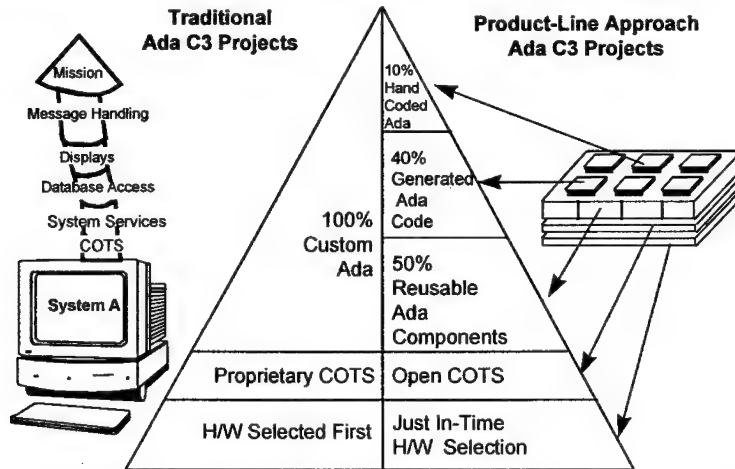 Traditional
Ada C3 Projects
Product-Line Approach
Ada C3 Projects
Mission
Message Handling
Displays
Database Access
System Services
COTS
System A
100%
Custom
Ada
10%
Hand
Coded
Ada
40%
Generated
Ada
Code
50%
Reusable
Ada
Components
Proprietary COTS
Open COTS
H/W Selected First
Just In-Time
H/W Selection